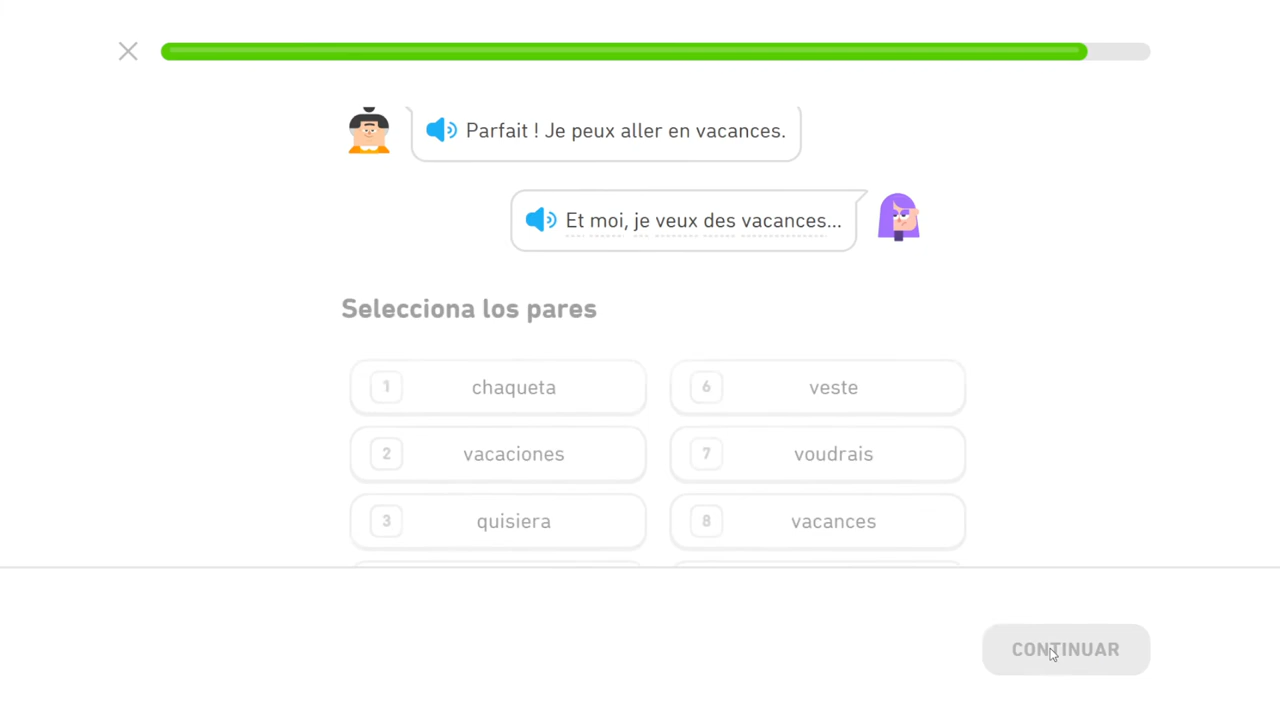 Parfait ! Je peux aller en vacances.
Et moi, je veux des vacances...
Selecciona los pares
1 chaqueta
6 veste
2 vacaciones
7 voudrais
3 quisiera
8 vacances
CONTINUAR